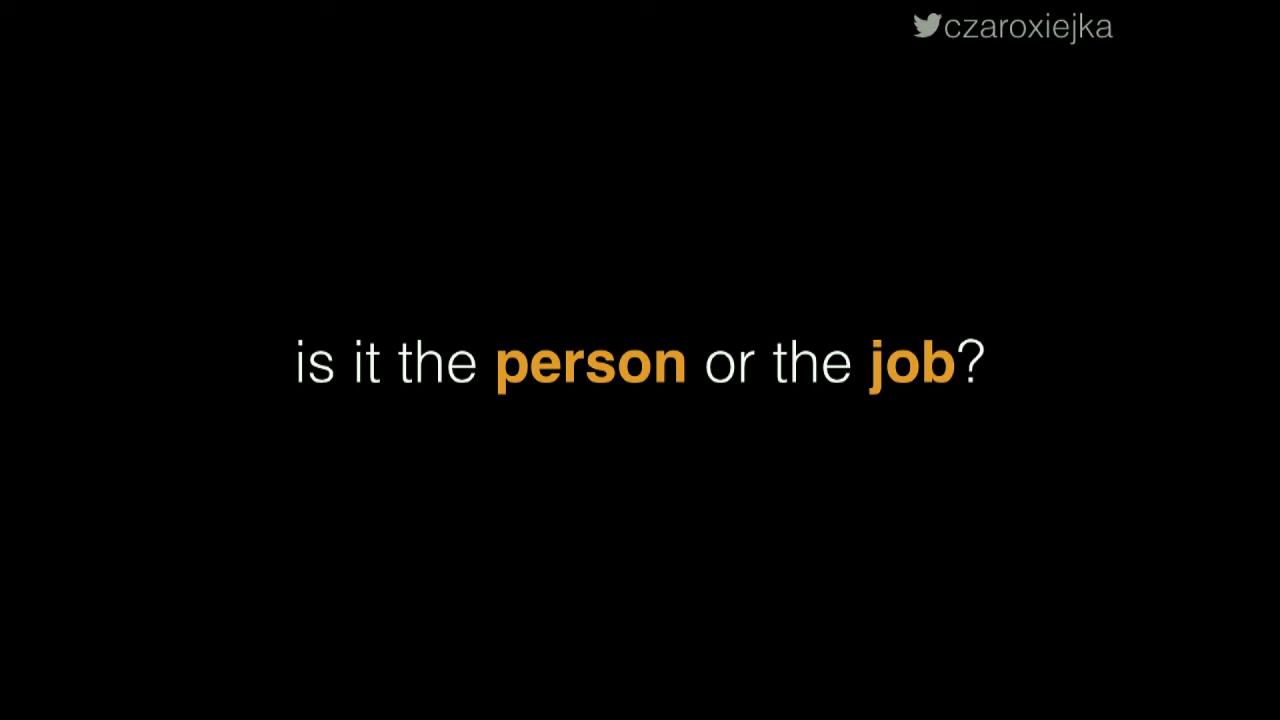 czaroxiejka
is it the person or the job?